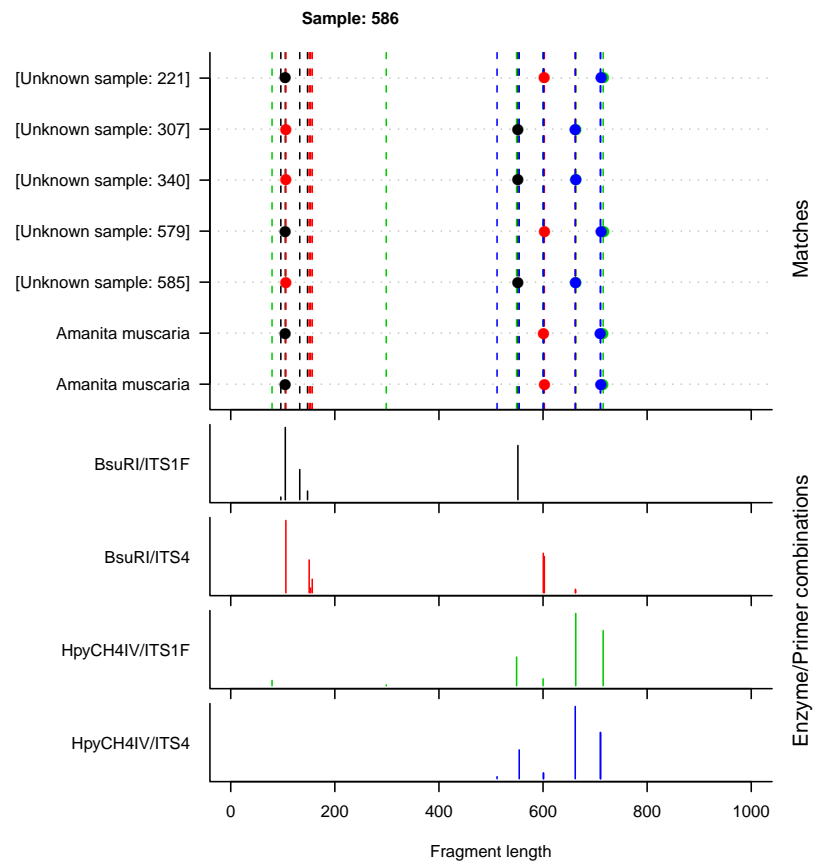 Sample: 586
[Unknown sample: 221]
[Unknown sample: 307]
[Unknown sample: 340]
[Unknown sample: 579]
[Unknown sample: 585]
Amanita muscaria
Amanita muscaria
Matches
BsuRI/ITS1F
BsuRI/ITS4
HpyCH4IV/ITS1F
HpyCH4IV/ITS4
Enzyme/Primer combinations
0 200 400 600 800 1000
Fragment length